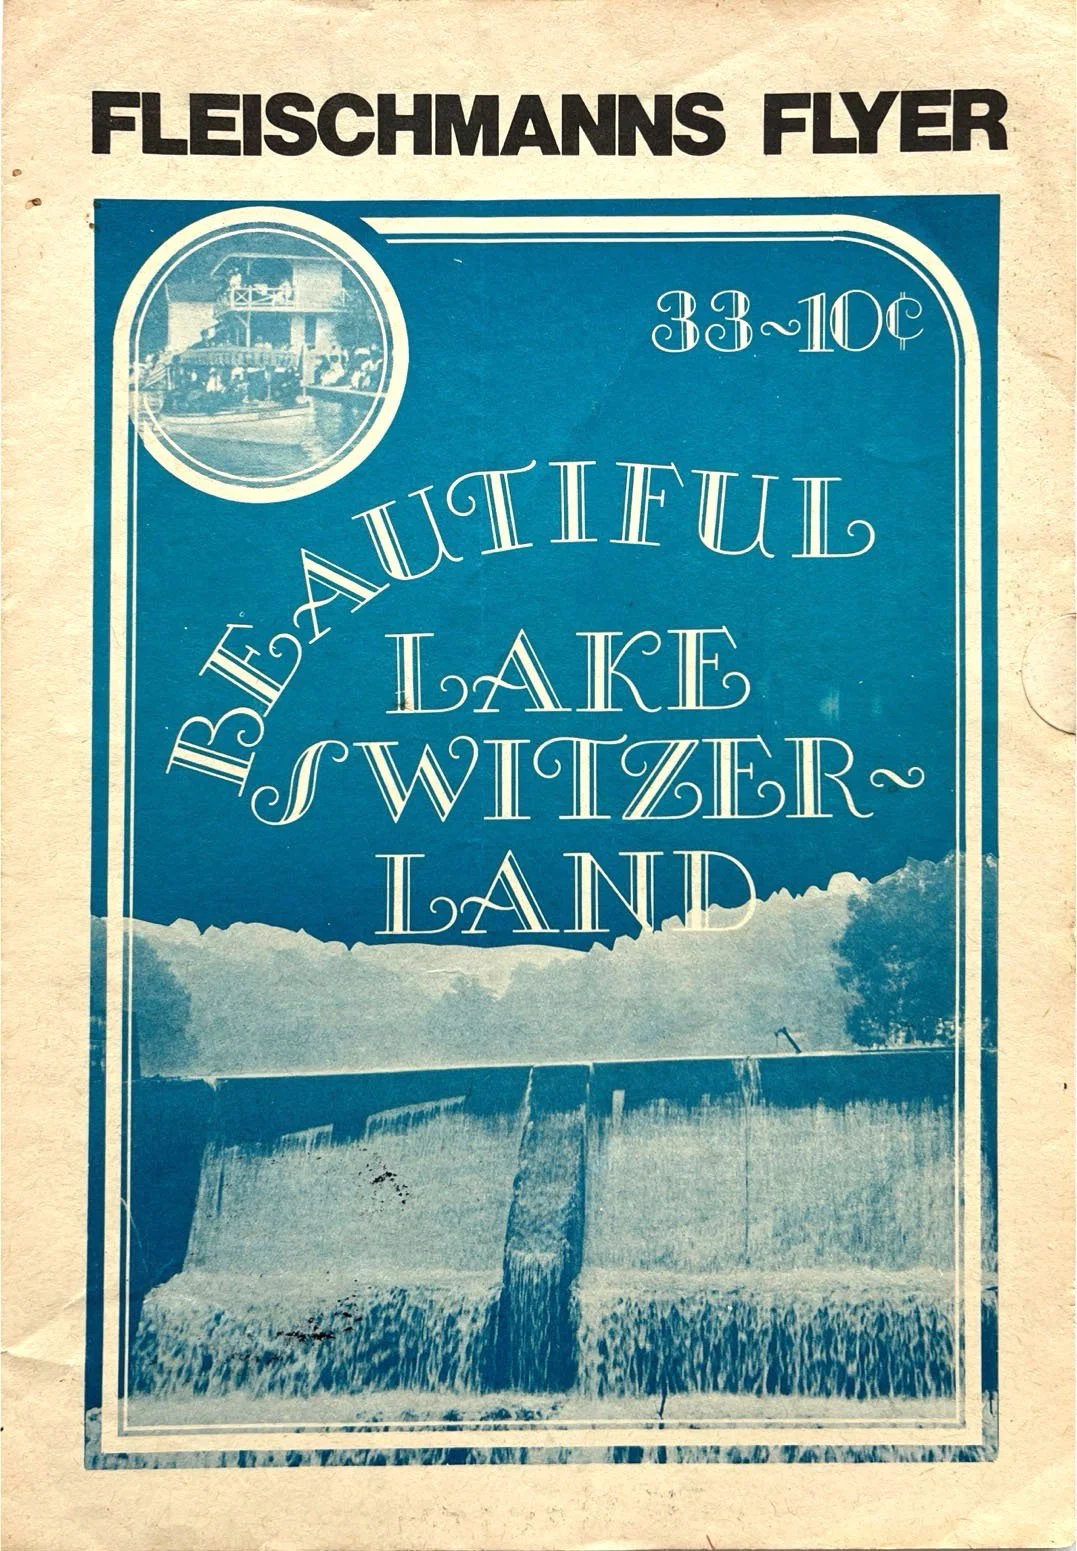 FLEISCHMANNS FLYER
33~10¢
BEAUTIFUL
LAKE
SWITZER~
LAND